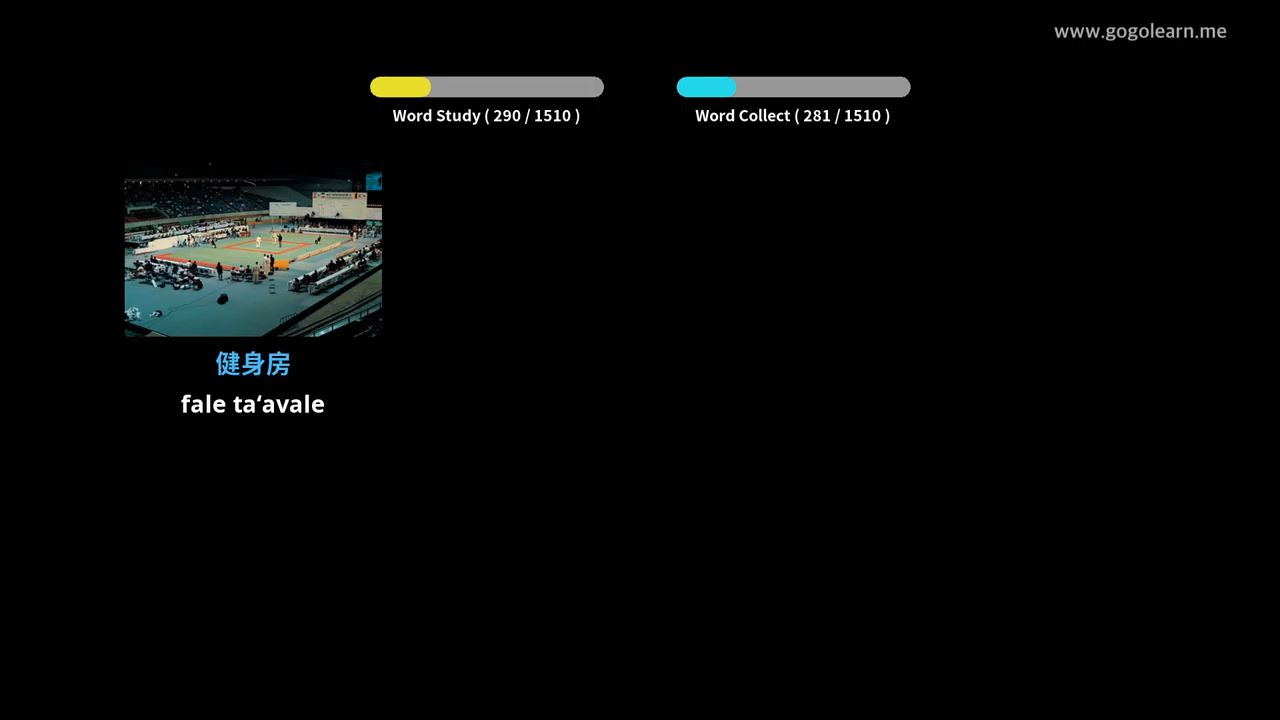 www.gogolearn.me
Word Study ( 290 / 1510 )
Word Collect ( 281 / 1510 )
健身房
fale ta‘avale